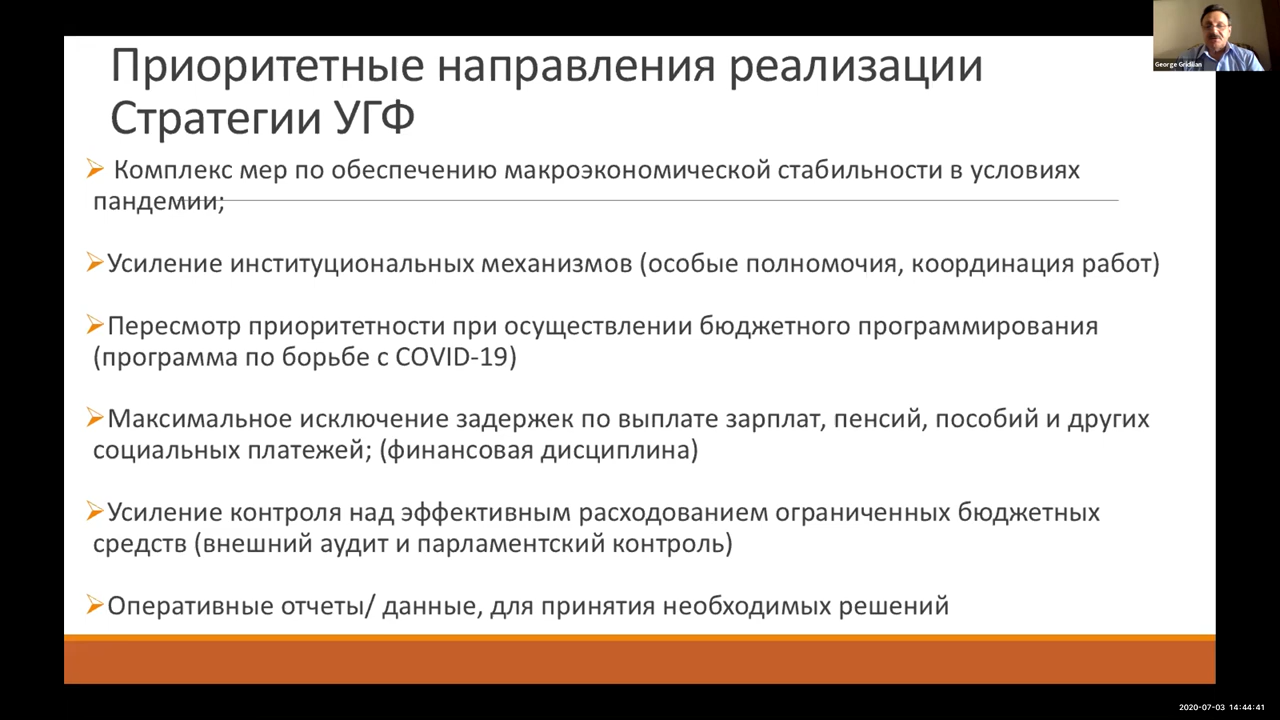 Приоритетные направления реализации
Стратегии УГФ
George Gridilian
➢ Комплекс мер по обеспечению макроэкономической стабильности в условиях
пандемии;
➢Усиление институциональных механизмов (особые полномочия, координация работ)
➢Пересмотр приоритетности при осуществлении бюджетного программирования
(программа по борьбе с COVID-19)
➢Максимальное исключение задержек по выплате зарплат, пенсий, пособий и других
социальных платежей; (финансовая дисциплина)
➢Усиление контроля над эффективным расходованием ограниченных бюджетных
средств (внешний аудит и парламентский контроль)
➢Оперативные отчеты/ данные, для принятия необходимых решений
2020-07-03 14:44:41